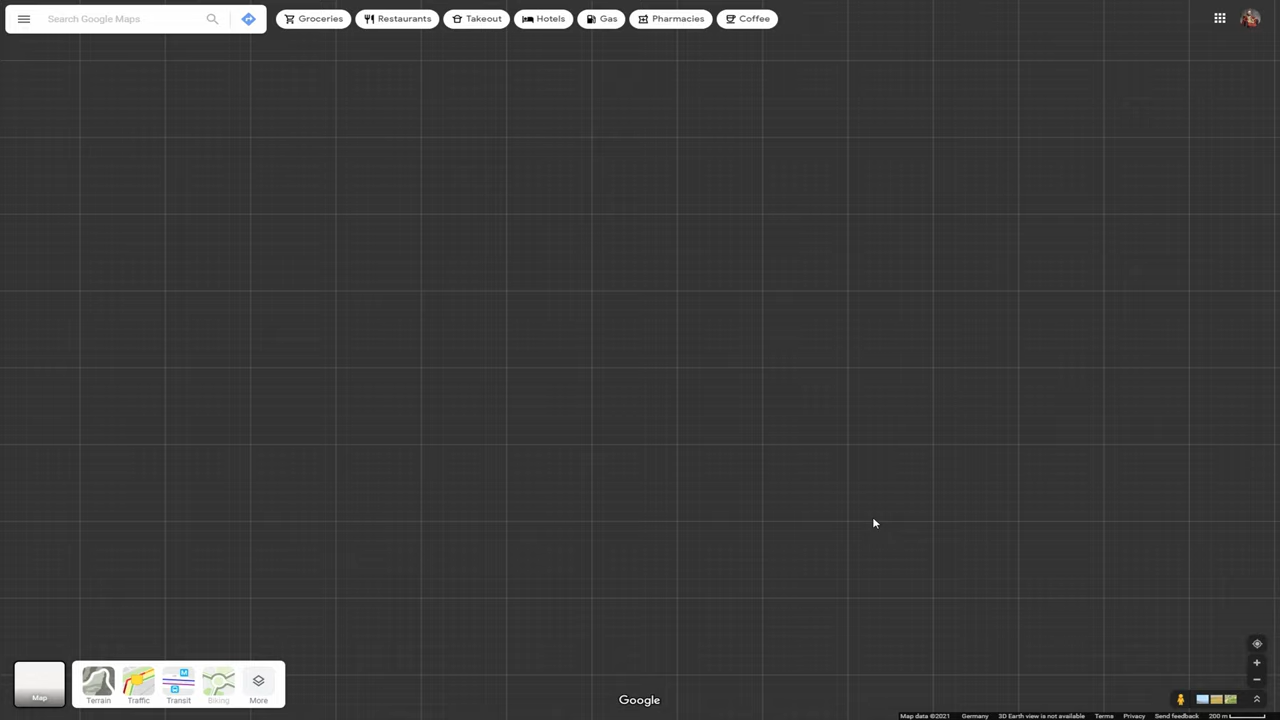 Search Google Maps
Groceries
Restaurants
Takeout
Hotels
Gas
Pharmacies
Coffee
Map
Terrain
Traffic
Transit
Biking
More
Google
Map data ©2021 Germany 3D Earth view is not available Terms Privacy Send feedback 200 m